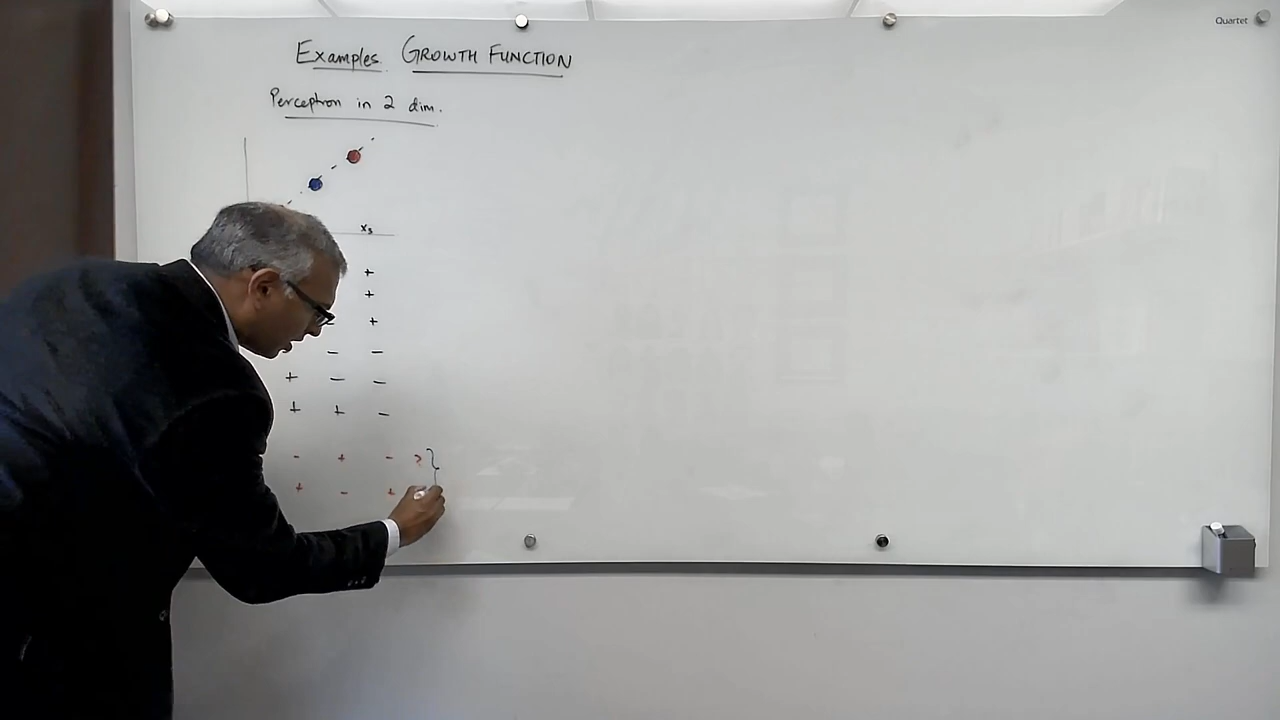 Quartet
Examples. GROWTH FUNCTION
Perceptron in 2 dim.
x₃
+
+
+
− −
+ − −
+ + −
- + - ? }
+ - +